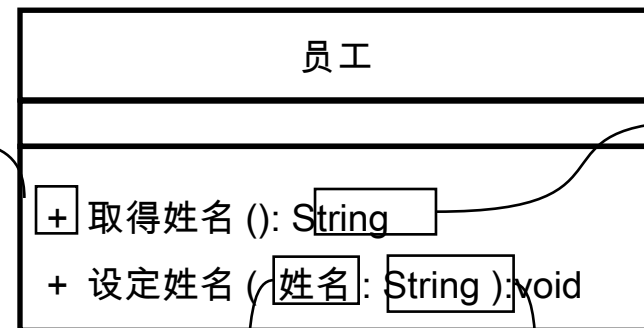 员工
+ 取得姓名 (): String
+ 设定姓名 ( 姓名 : String ):void